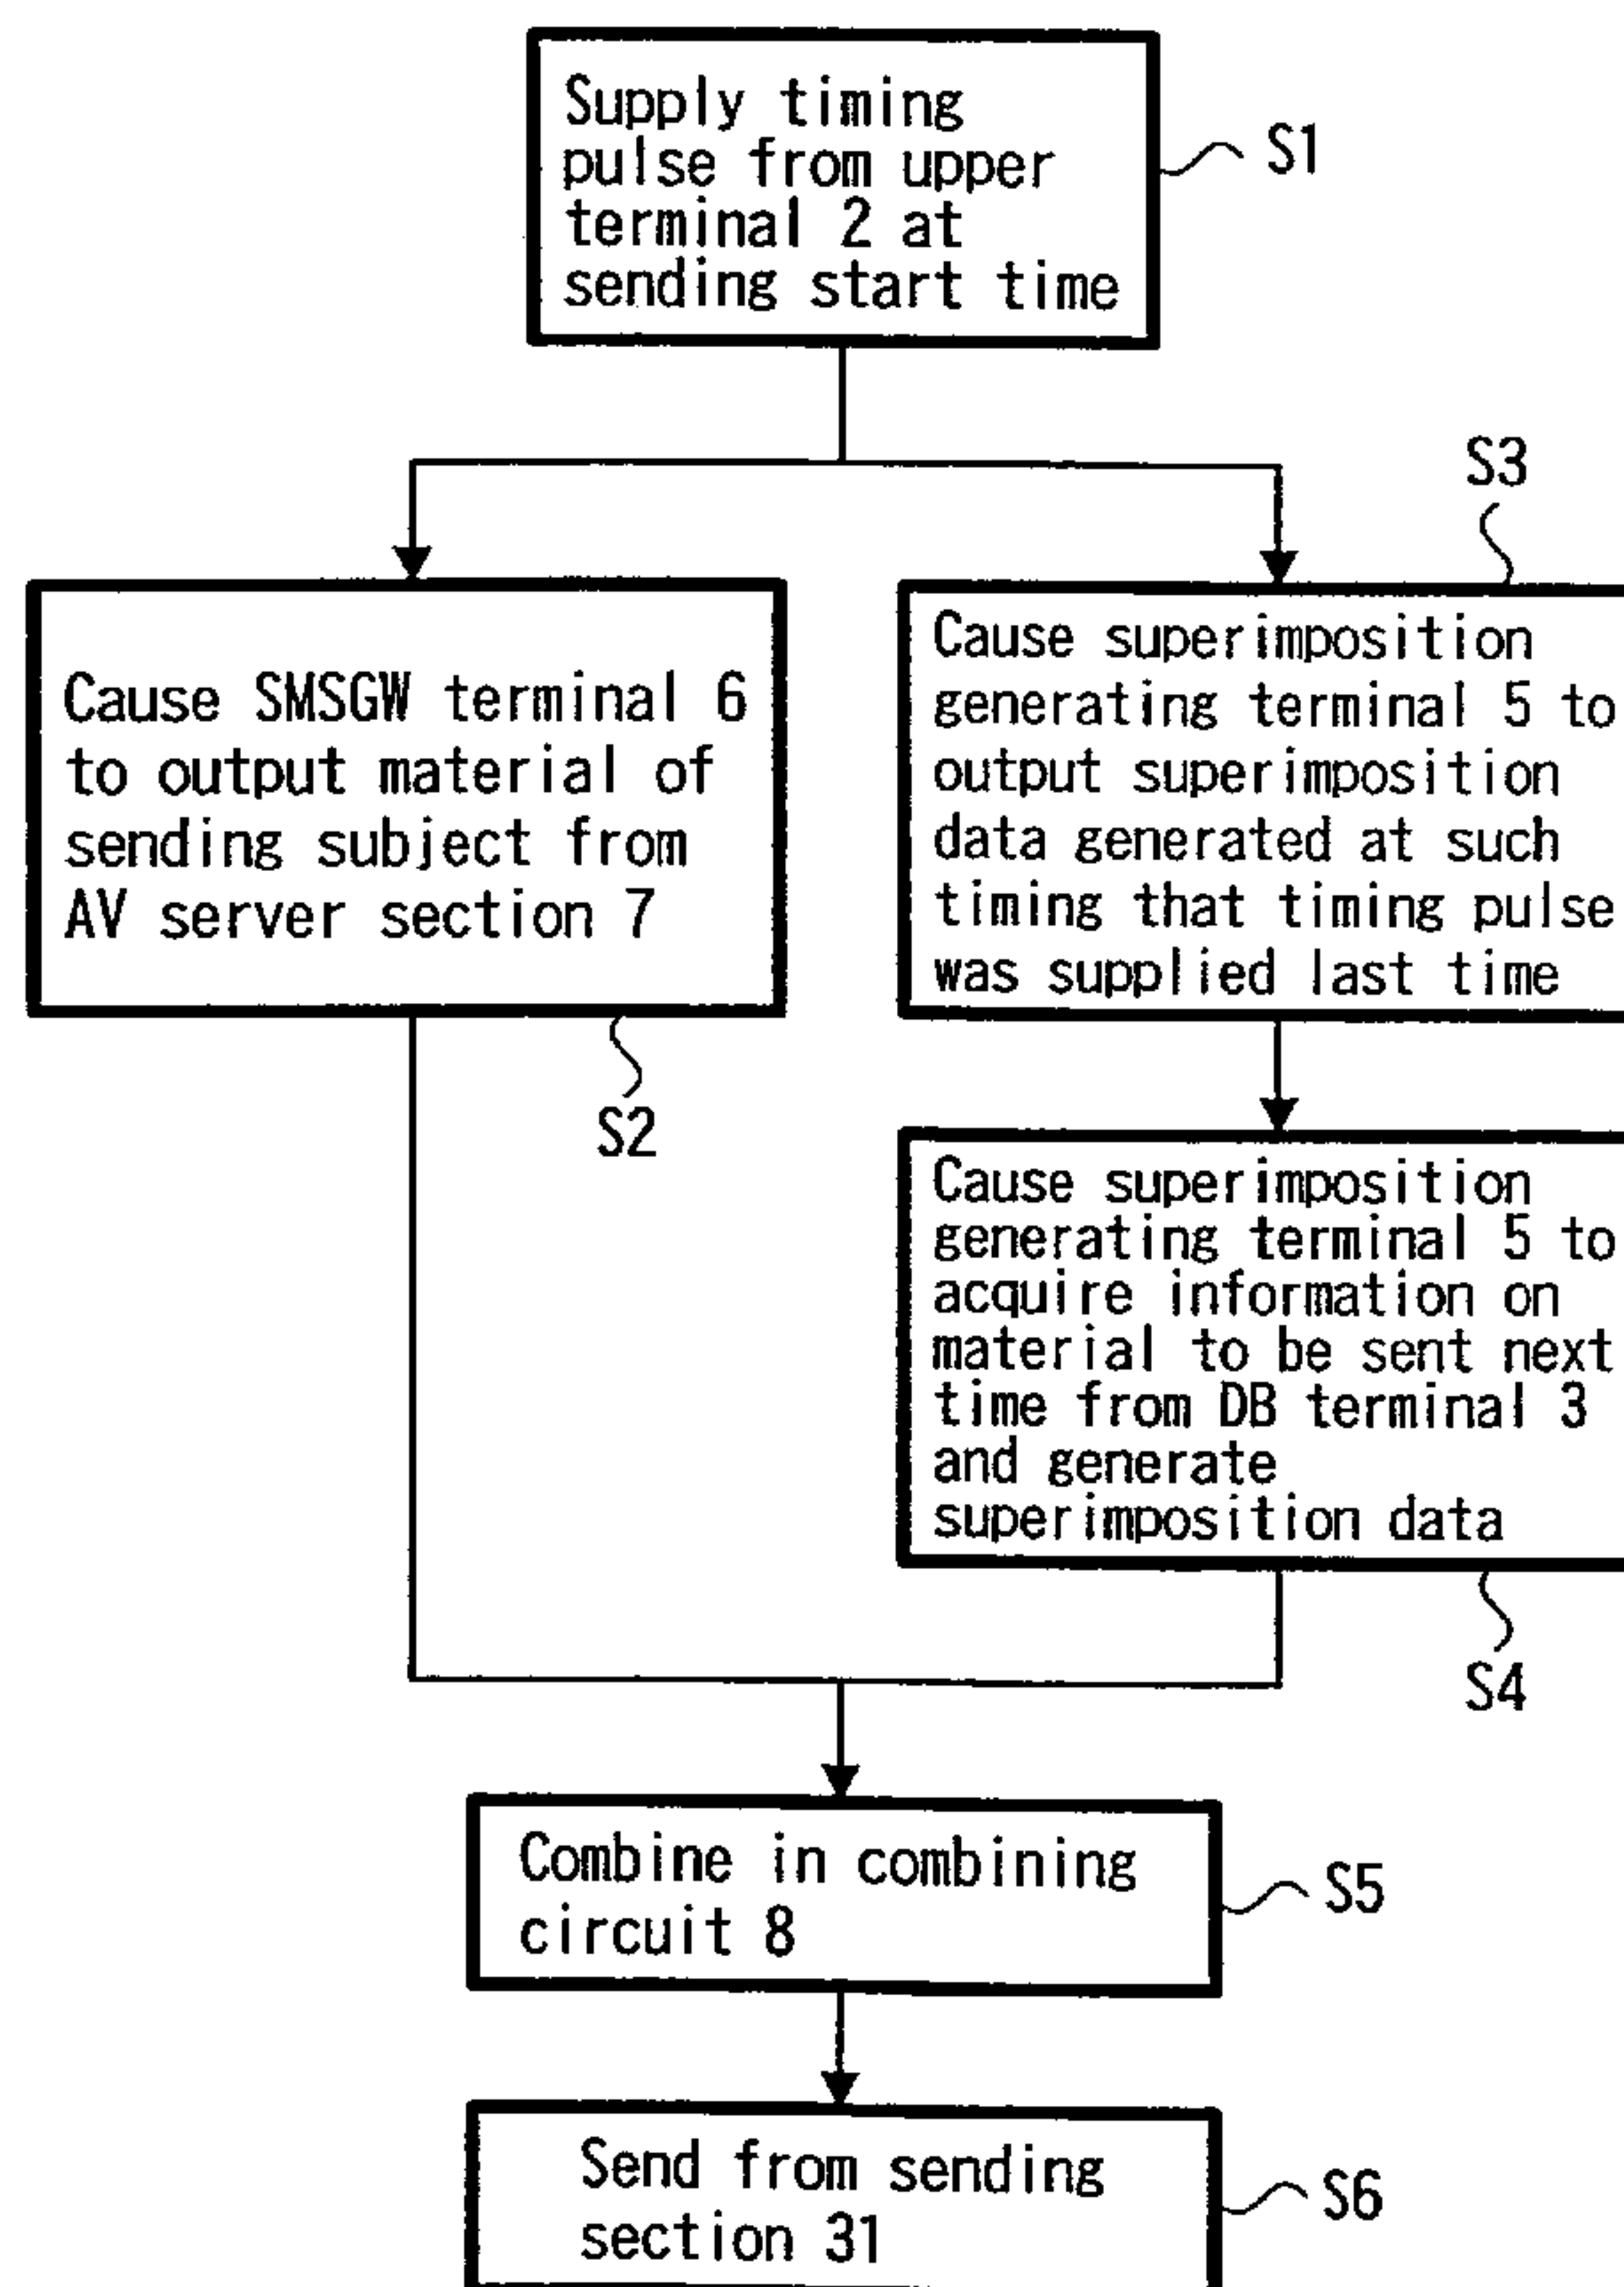 Supply timing
pulse from upper
terminal 2 at
sending start time
S1
S3
Cause SMSGW terminal 6
to output material of
sending subject from
AV server section 7
S2
Cause superimposition
generating terminal 5 to
output superimposition
data generated at such
timing that timing pulse
was supplied last time
Cause superimposition
generating terminal 5 to
acquire information on
material to be sent next
time from DB terminal 3
and generate
superimposition data
S4
Combine in combining
circuit 8
S5
Send from sending
section 31
S6